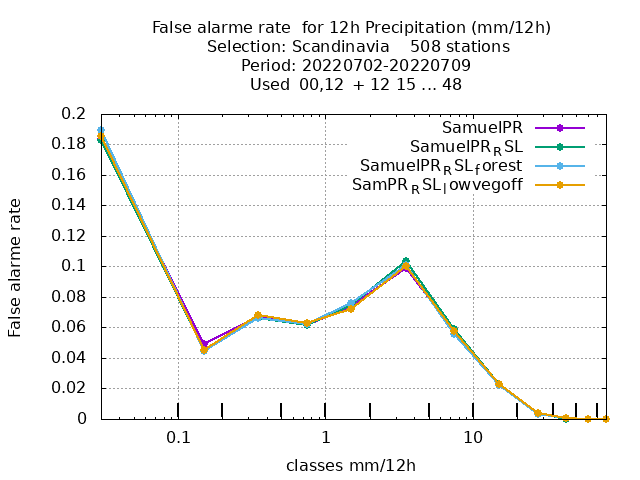 False alarme rate  for 12h Precipitation (mm/12h)
Selection: Scandinavia    508 stations
Period: 20220702-20220709
Used  00,12  + 12 15 ... 48
SamuelPR
SamuelPR_RSL
SamuelPR_RSL_forest
SamPR_RSL_lowvegoff
0.2
0.18
0.16
0.14
0.12
0.1
0.08
0.06
0.04
0.02
0
False alarme rate
0.1 1 10
classes mm/12h